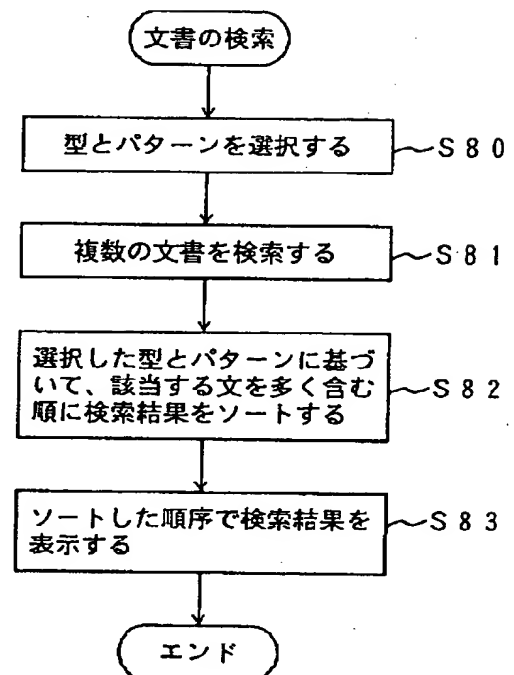 文書の検索
型とパターンを選択する
S80
複数の文書を検索する
S81
選択した型とパターンに基づ
いて、該当する文を多く含む
順に検索結果をソートする
S82
ソートした順序で検索結果を
表示する
S83
エンド